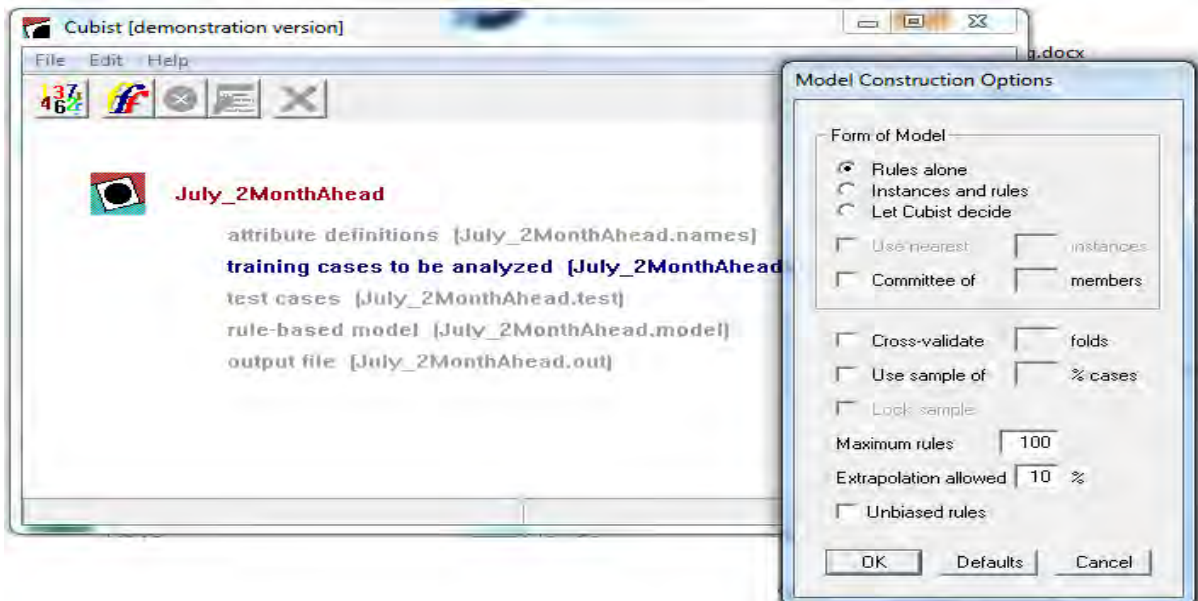 Cubist [demonstration version]
File Edit Help
g.docx
July_2MonthAhead
attribute definitions [July_2MonthAhead.names]
training cases to be analyzed [July_2MonthAhead
test cases [July_2MonthAhead.test]
rule-based model [July_2MonthAhead.model]
output file [July_2MonthAhead.out]
Model Construction Options
Form of Model
Rules alone
Instances and rules
Let Cubist decide
Use nearest instances
Committee of members
Cross-validate folds
Use sample of % cases
Lock sample
Maximum rules 100
Extrapolation allowed 10 %
Unbiased rules
OK Defaults Cancel